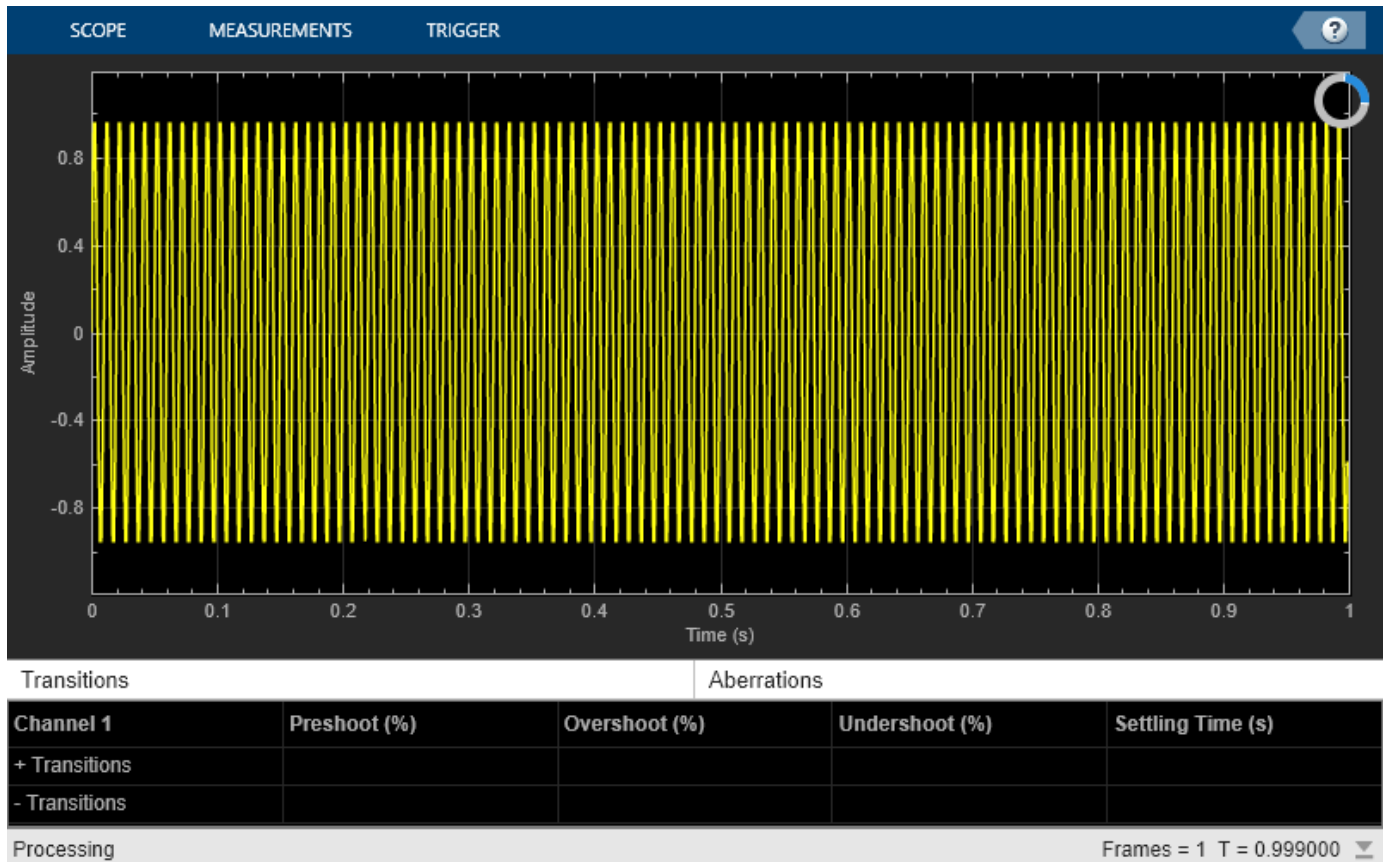 SCOPE MEASUREMENTS TRIGGER ?
0.8
0.4
0
-0.4
-0.8
Amplitude
0 0.1 0.2 0.3 0.4 0.5 0.6 0.7 0.8 0.9 1
Time (s)
Transitions Aberrations
Channel 1 Preshoot (%) Overshoot (%) Undershoot (%) Settling Time (s)
+ Transitions
- Transitions
Processing Frames = 1 T = 0.999000